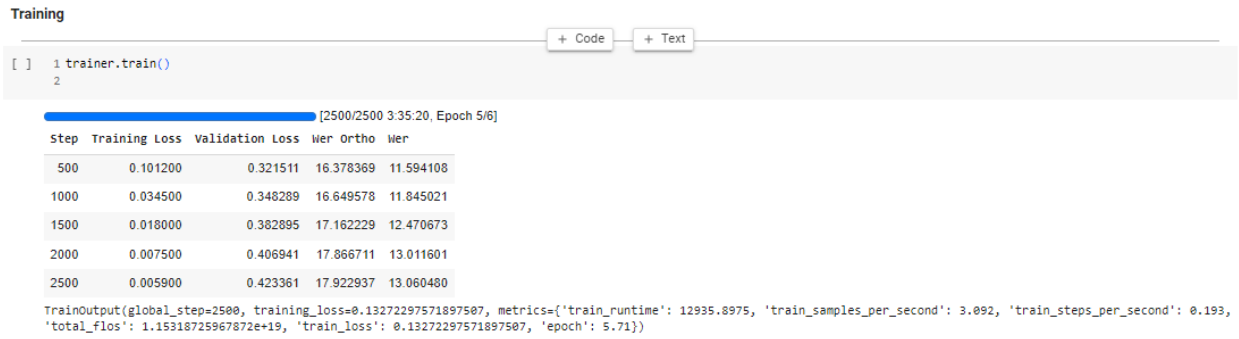 Training
+ Code + Text
[ ] 1 trainer.train()
2
[2500/2500 3:35:20, Epoch 5/6]
Step Training Loss Validation Loss Wer Ortho Wer
500 0.101200 0.321511 16.378369 11.594108
1000 0.034500 0.348289 16.649578 11.845021
1500 0.018000 0.382895 17.162229 12.470673
2000 0.007500 0.406941 17.866711 13.011601
2500 0.005900 0.423361 17.922937 13.060480
TrainOutput(global_step=2500, training_loss=0.13272297571897507, metrics={'train_runtime': 12935.8975, 'train_samples_per_second': 3.092, 'train_steps_per_second': 0.193,
'total_flos': 1.15318725967872e+19, 'train_loss': 0.13272297571897507, 'epoch': 5.71})